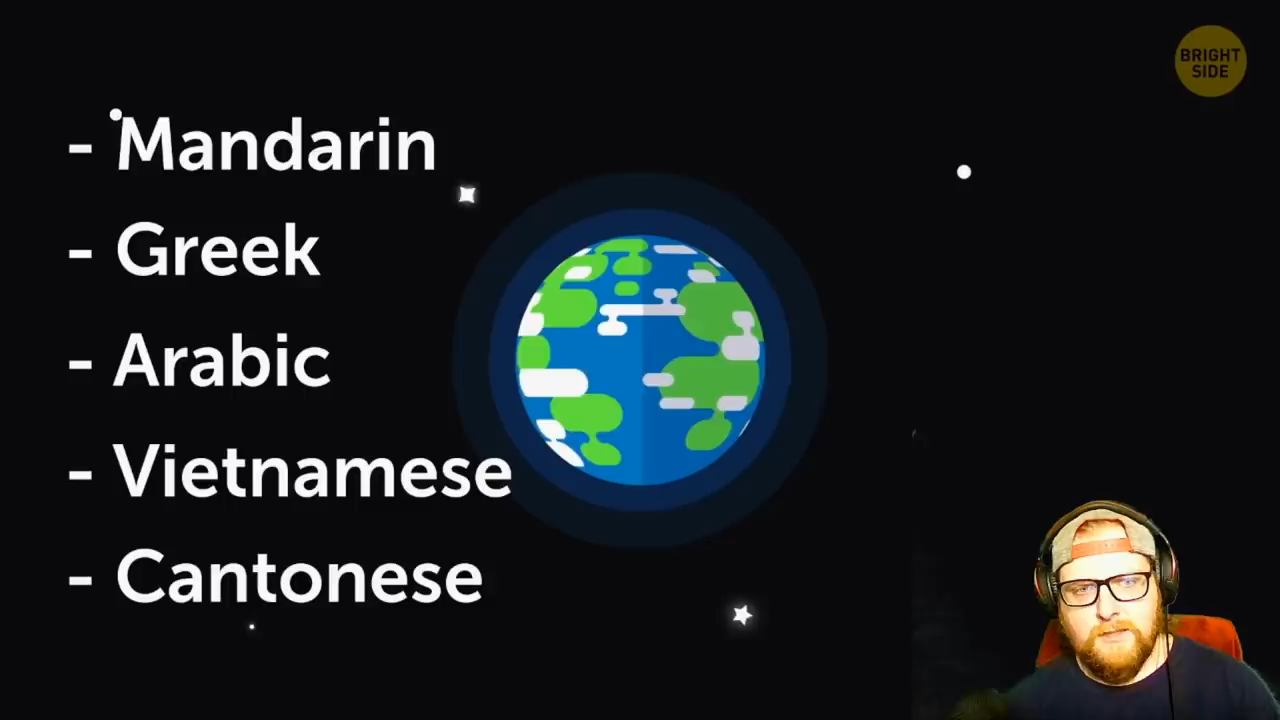 BRIGHT
SIDE
- Mandarin
- Greek
- Arabic
- Vietnamese
- Cantonese